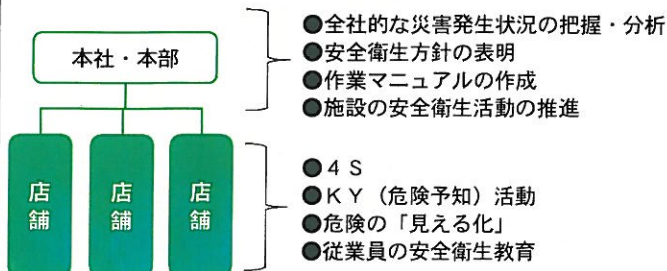 本社・本部
●全社的な災害発生状況の把握・分析
●安全衛生方針の表明
●作業マニュアルの作成
●施設の安全衛生活動の推進
店舗
店舗
店舗
●４Ｓ
●ＫＹ（危険予知）活動
●危険の「見える化」
●従業員の安全衛生教育